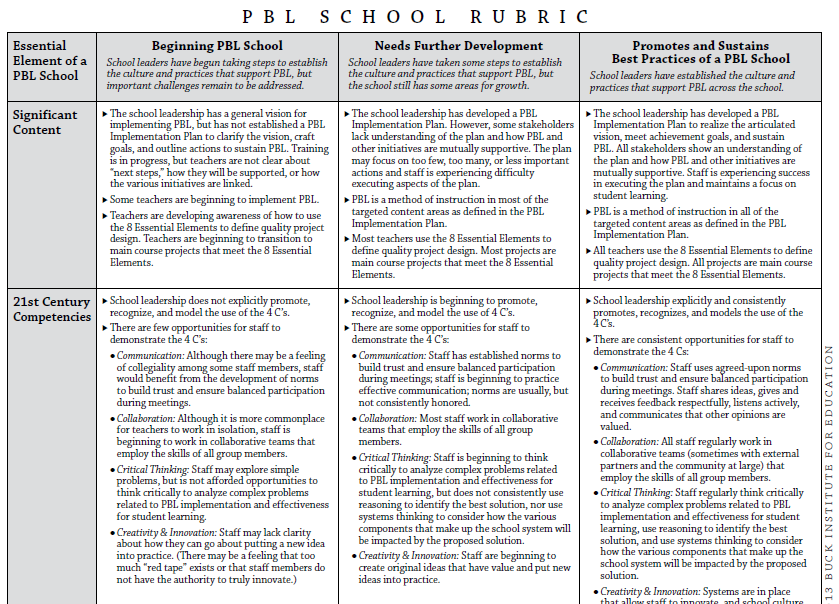 PBL SCHOOL RUBRIC
Essential
Element of a
PBL School
Beginning PBL School
School leaders have begun taking steps to establish
the culture and practices that support PBL, but
important challenges remain to be addressed.
Needs Further Development
School leaders have taken some steps to establish
the culture and practices that support PBL, but
the school still has some areas for growth.
Promotes and Sustains
Best Practices of a PBL School
School leaders have established the culture and
practices that support PBL across the school.
Significant
Content
▶ The school leadership has a general vision for
implementing PBL, but has not established a PBL
Implementation Plan to clarify the vision, craft
goals, and outline actions to sustain PBL. Training
is in progress, but teachers are not clear about
“next steps,” how they will be supported, or how
the various initiatives are linked.
▶ Some teachers are beginning to implement PBL.
▶ Teachers are developing awareness of how to use
the 8 Essential Elements to define quality project
design. Teachers are beginning to transition to
main course projects that meet the 8 Essential
Elements.
▶ The school leadership has developed a PBL
Implementation Plan. However, some stakeholders
lack understanding of the plan and how PBL and
other initiatives are mutually supportive. The plan
may focus on too few, too many, or less important
actions and staff is experiencing difficulty
executing aspects of the plan.
▶ PBL is a method of instruction in most of the
targeted content areas as defined in the PBL
Implementation Plan.
▶ Most teachers use the 8 Essential Elements to
define quality project design. Most projects are
main course projects that meet the 8 Essential
Elements.
▶ The school leadership has developed a PBL
Implementation Plan to realize the articulated
vision, meet achievement goals, and sustain
PBL. All stakeholders show an understanding of
the plan and how PBL and other initiatives are
mutually supportive. Staff is experiencing success
in executing the plan and maintains a focus on
student learning.
▶ PBL is a method of instruction in all of the
targeted content areas as defined in the PBL
Implementation Plan.
▶ All teachers use the 8 Essential Elements to define
quality project design. All projects are main course
projects that meet the 8 Essential Elements.
21st Century
Competencies
▶ School leadership does not explicitly promote,
recognize, and model the use of the 4 C’s.
▶ There are few opportunities for staff to
demonstrate the 4 C’s:
• Communication: Although there may be a feeling
of collegiality among some staff members, staff
would benefit from the development of norms
to build trust and ensure balanced participation
during meetings.
• Collaboration: Although it is more commonplace
for teachers to work in isolation, staff is
beginning to work in collaborative teams that
employ the skills of all group members.
• Critical Thinking: Staff may explore simple
problems, but is not afforded opportunities to
think critically to analyze complex problems
related to PBL implementation and effectiveness
for student learning.
• Creativity & Innovation: Staff may lack clarity
about how they can go about putting a new idea
into practice. (There may be a feeling that too
much “red tape” exists or that staff members do
not have the authority to truly innovate.)
▶ School leadership is beginning to promote,
recognize, and model the use of the 4 C’s.
▶ There are some opportunities for staff to
demonstrate the 4 C’s:
• Communication: Staff has established norms to
build trust and ensure balanced participation
during meetings; staff is beginning to practice
effective communication; norms are usually, but
not consistently honored.
• Collaboration: Most staff work in collaborative
teams that employ the skills of all group
members.
• Critical Thinking: Staff is beginning to think
critically to analyze complex problems related
to PBL implementation and effectiveness for
student learning, but does not consistently use
reasoning to identify the best solution, nor use
systems thinking to consider how the various
components that make up the school system will
be impacted by the proposed solution.
• Creativity & Innovation: Staff are beginning to
create original ideas that have value and put new
ideas into practice.
▶ School leadership explicitly and consistently
promotes, recognizes, and models the use of the
4 C’s.
▶ There are consistent opportunities for staff to
demonstrate the 4 Cs:
• Communication: Staff uses agreed-upon norms
to build trust and ensure balanced participation
during meetings. Staff shares ideas, gives and
receives feedback respectfully, listens actively,
and communicates that other opinions are
valued.
• Collaboration: All staff regularly work in
collaborative teams (sometimes with external
partners and the community at large) that
employ the skills of all group members.
• Critical Thinking: Staff regularly think critically
to analyze complex problems related to PBL
implementation and effectiveness for student
learning, use reasoning to identify the best
solution, and use systems thinking to consider
how the various components that make up the
school system will be impacted by the proposed
solution.
• Creativity & Innovation: Systems are in place
that allow staff to innovate, and school culture
13 BUCK INSTITUTE FOR EDUCATION